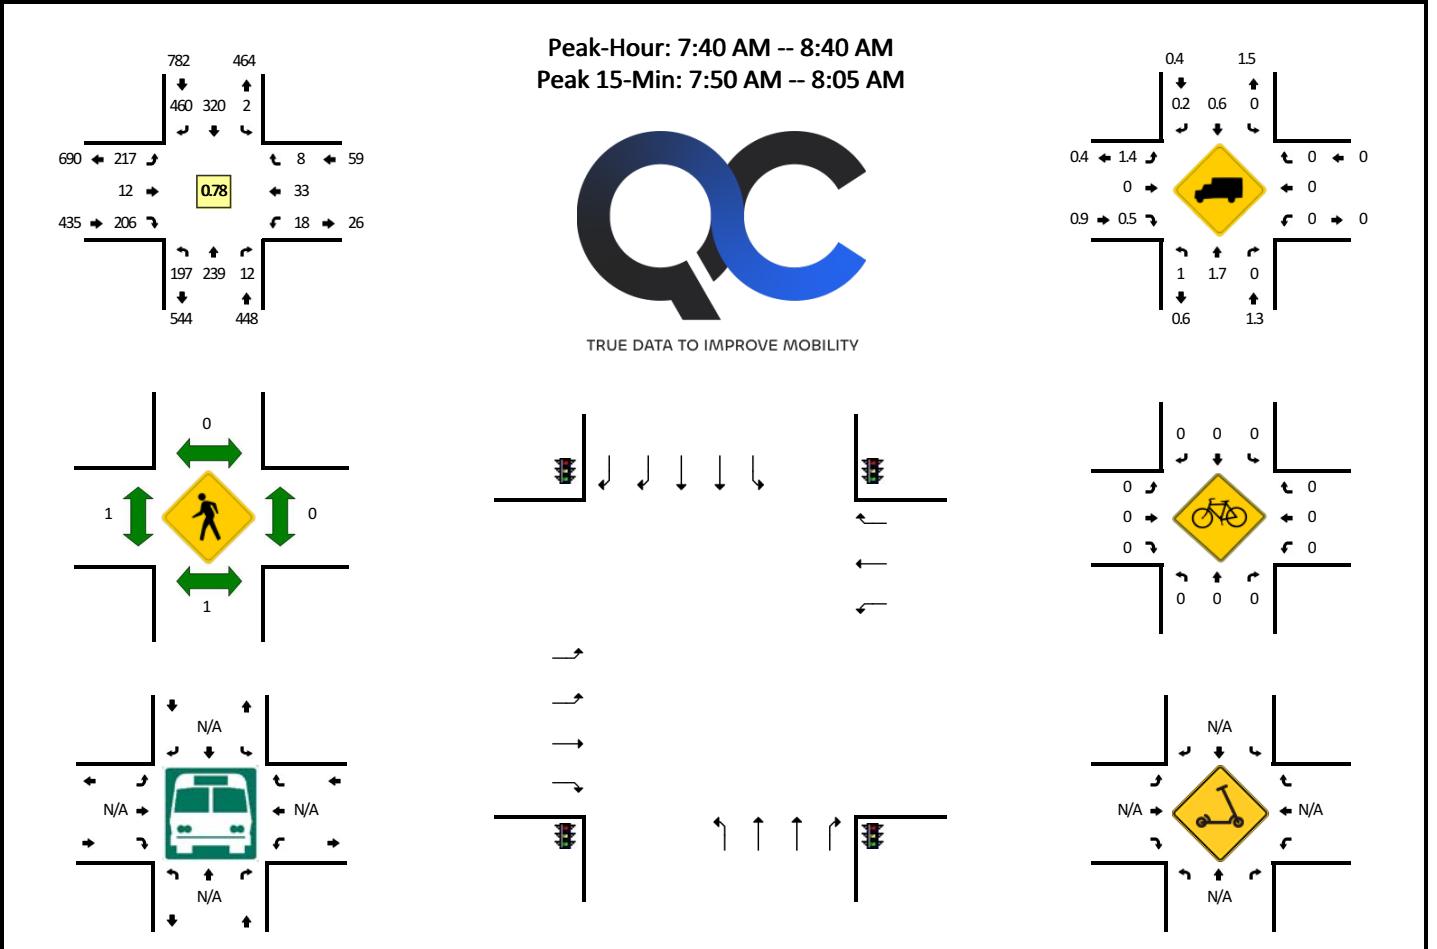 Peak-Hour: 7:40 AM -- 8:40 AM
Peak 15-Min: 7:50 AM -- 8:05 AM
782 464
460 320 2
690 217 8 59
12 0.78 33
435 206 18 26
197 239 12
544 448
QC
TRUE DATA TO IMPROVE MOBILITY
0.4 1.5
0.2 0.6 0
0.4 1.4 0 0
0 0
0.9 0.5 0 0
1 1.7 0
0.6 1.3
0
1 0
1
0 0 0
0 0
0 0
0 0
0 0 0
N/A
N/A N/A
N/A
N/A
N/A N/A
N/A